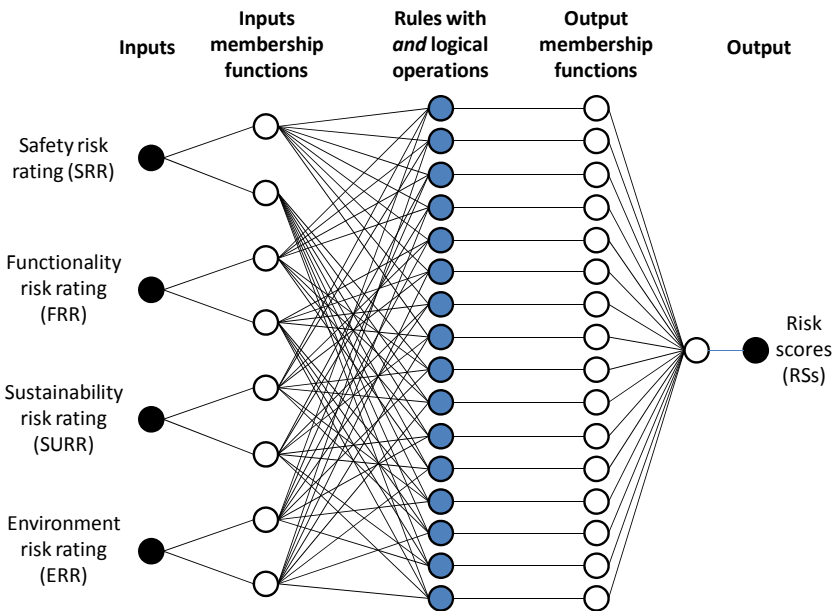 Inputs
Inputs
membership
functions
Rules with
and logical
operations
Output
membership
functions
Output
Safety risk
rating (SRR)
Functionality
risk rating
(FRR)
Sustainability
risk rating
(SURR)
Environment
risk rating
(ERR)
Risk
scores
(RSs)